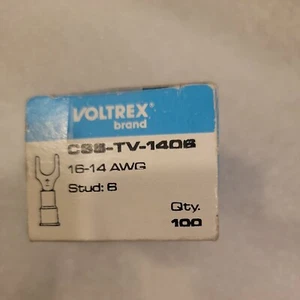 VOLTREX®
brand
CSS-TV-1406
16-14 AWG
Stud: 6
Qty.
100